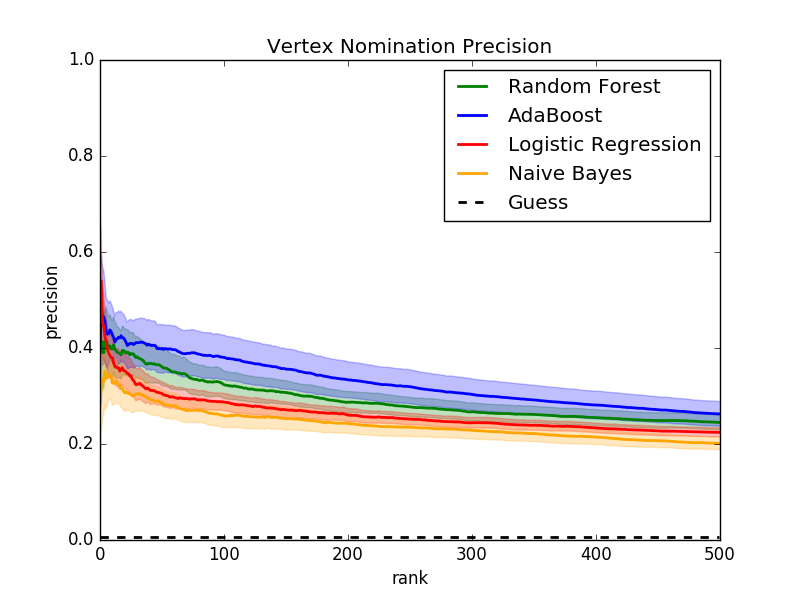 Vertex Nomination Precision
1.0
0.8
0.6
0.4
0.2
0.0
precision
Random Forest
AdaBoost
Logistic Regression
Naive Bayes
Guess
0 100 200 300 400 500
rank